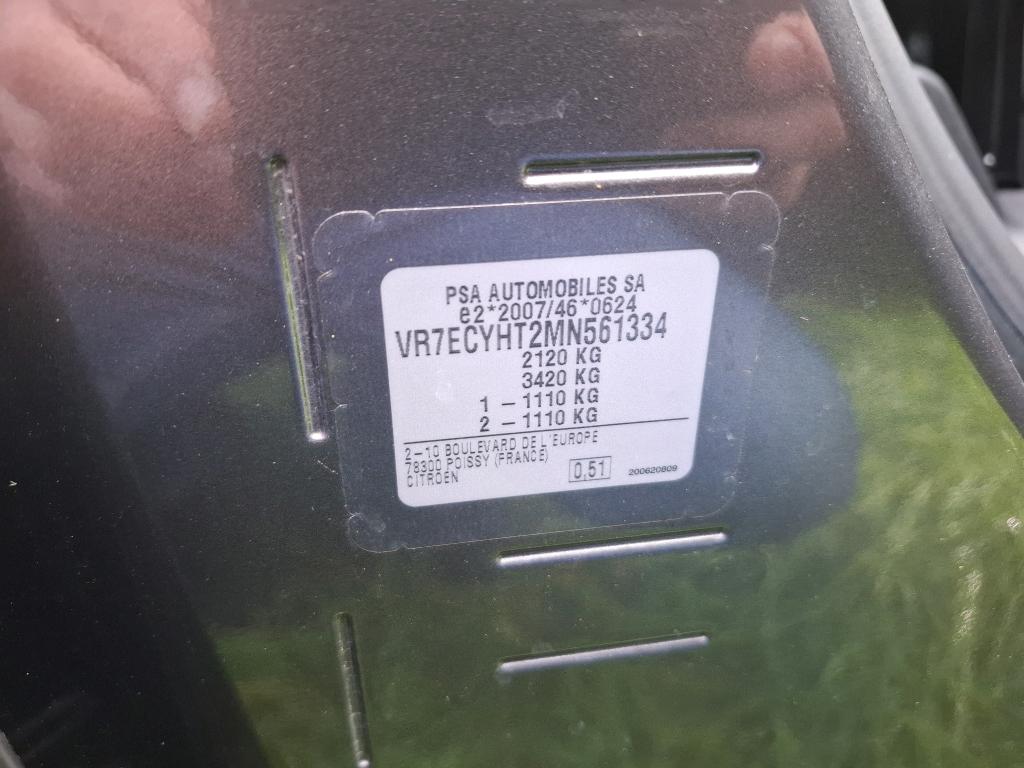 PSA AUTOMOBILES SA
e2*2007/46*0624
VR7ECYHT2MN561334
2120 KG
3420 KG
1 – 1110 KG
2 – 1110 KG
2–10 BOULEVARD DE L'EUROPE
78300 POISSY (FRANCE)
CITROEN
0,51
200620809